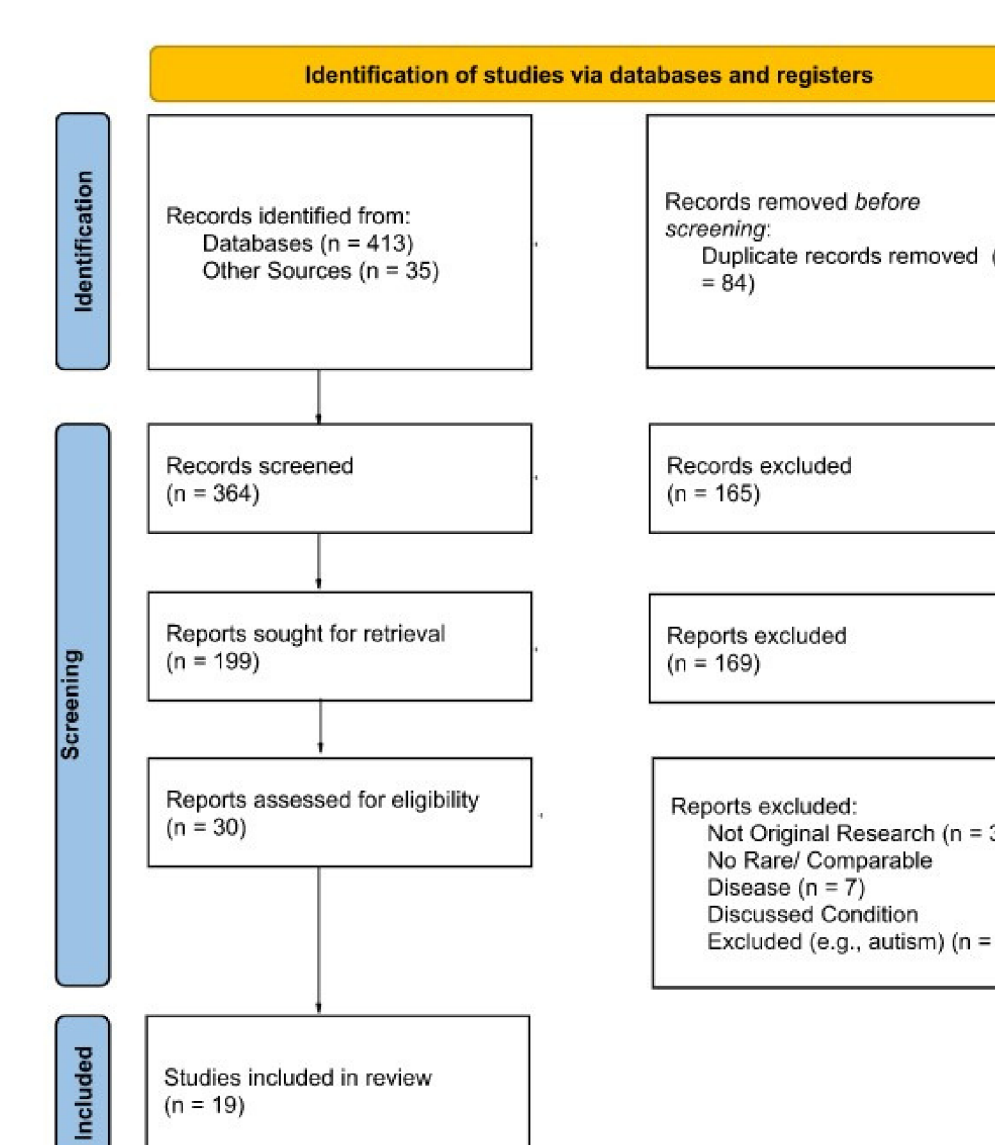 Identification of studies via databases and registers
Identification
Records identified from:
Databases (n = 413)
Other Sources (n = 35)
Records removed before
screening:
Duplicate records removed (
= 84)
Screening
Records screened
(n = 364)
Records excluded
(n = 165)
Reports sought for retrieval
(n = 199)
Reports excluded
(n = 169)
Reports assessed for eligibility
(n = 30)
Reports excluded:
Not Original Research (n = 3
No Rare/ Comparable
Disease (n = 7)
Discussed Condition
Excluded (e.g., autism) (n =
Included
Studies included in review
(n = 19)